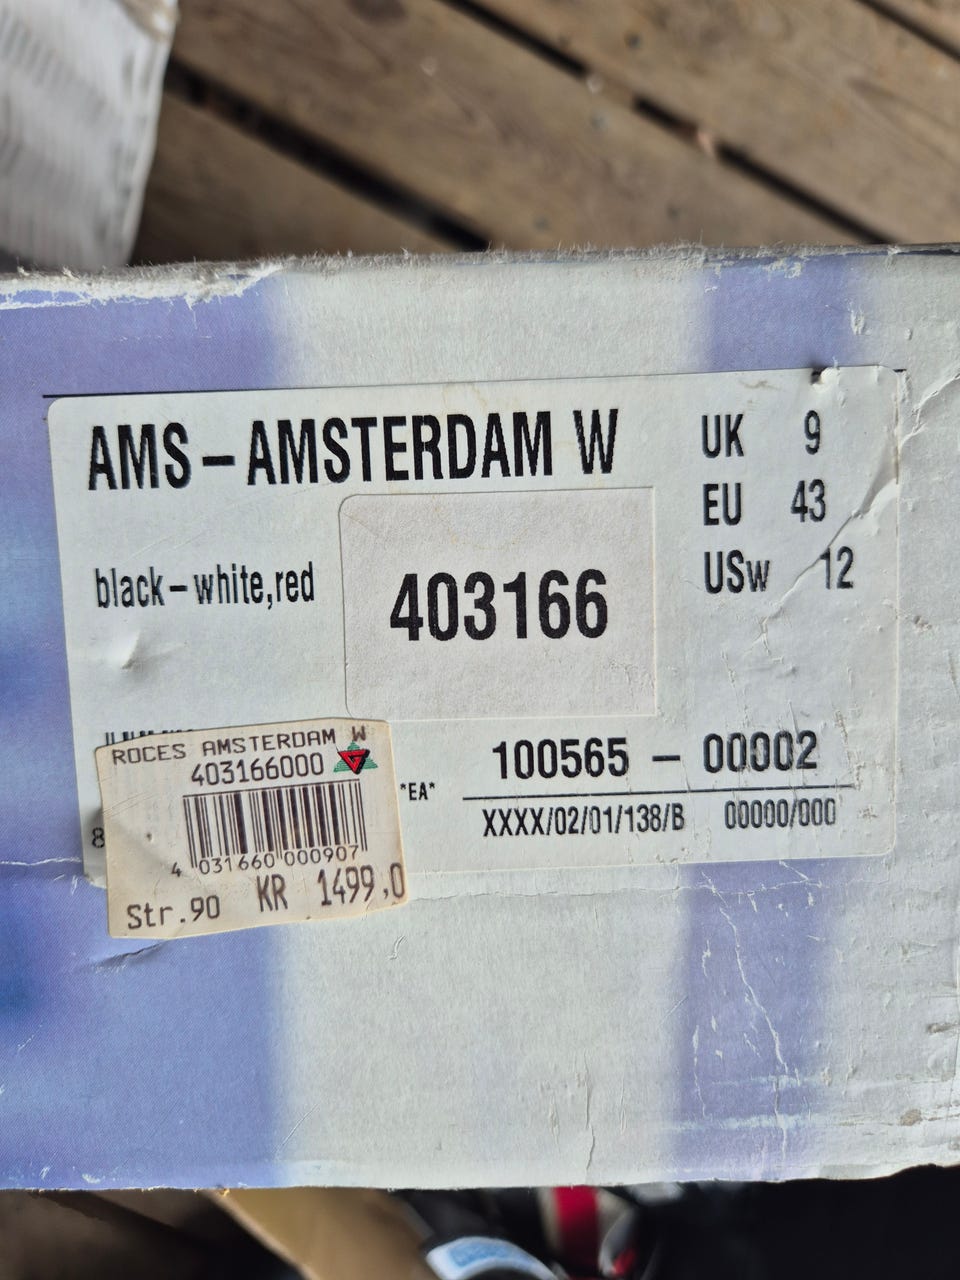 AMS-AMSTERDAM W
UK 9
EU 43
USw 12
black-white,red
403166
100565 - 00002
*EA*
XXXX/02/01/138/B 00000/000
8
ROCES AMSTERDAM W
403166000
4 031660 000907
Str.90 KR 1499,0